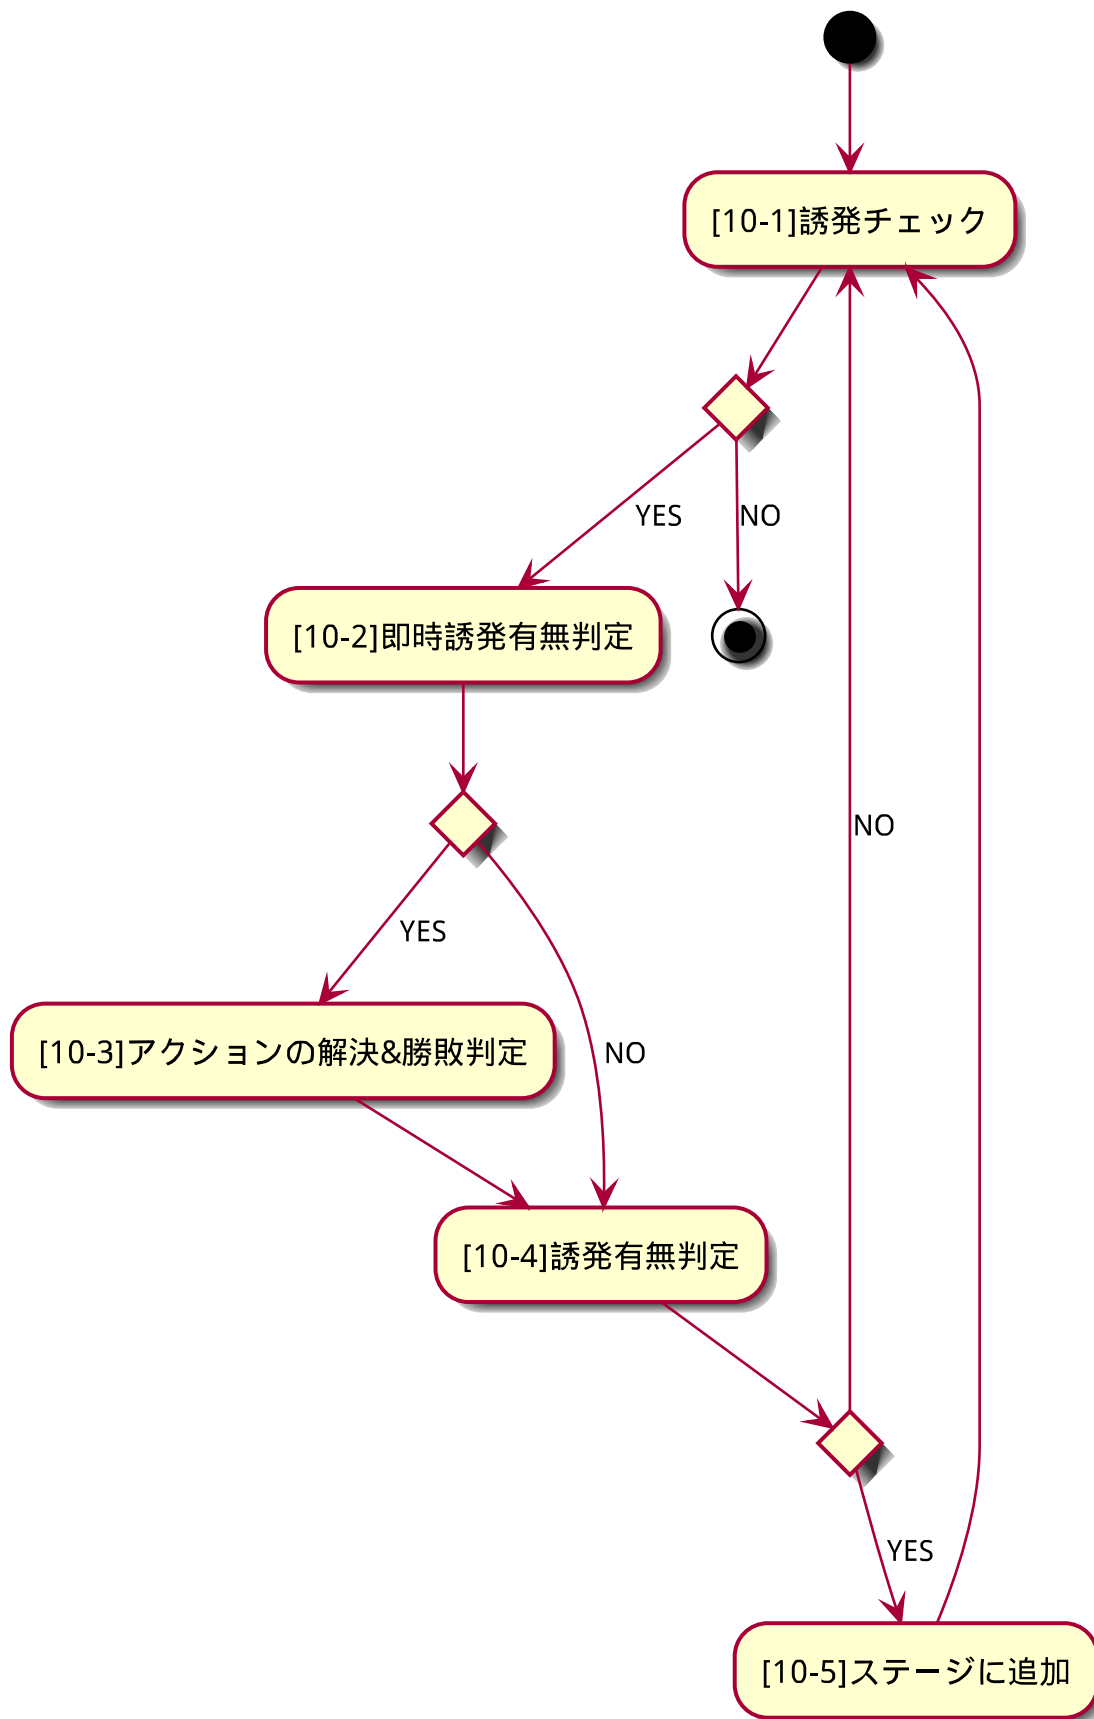 [10-1]誘発チェック
YES
NO
[10-2]即時誘発有無判定
NO
YES
[10-3]アクションの解決&勝敗判定
NO
[10-4]誘発有無判定
YES
[10-5]ステージに追加